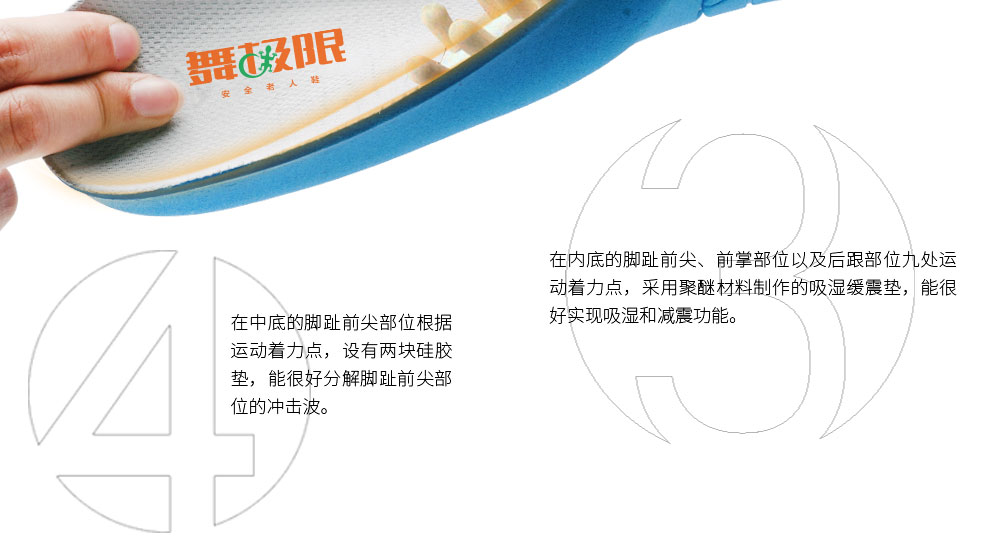 舞极限
安全老人鞋
3
在内底的脚趾前尖、前掌部位以及后跟部位九处运
动着力点，采用聚醚材料制作的吸湿缓震垫，能很
好实现吸湿和减震功能。
4
在中底的脚趾前尖部位根据
运动着力点，设有两块硅胶
垫，能很好分解脚趾前尖部
位的冲击波。